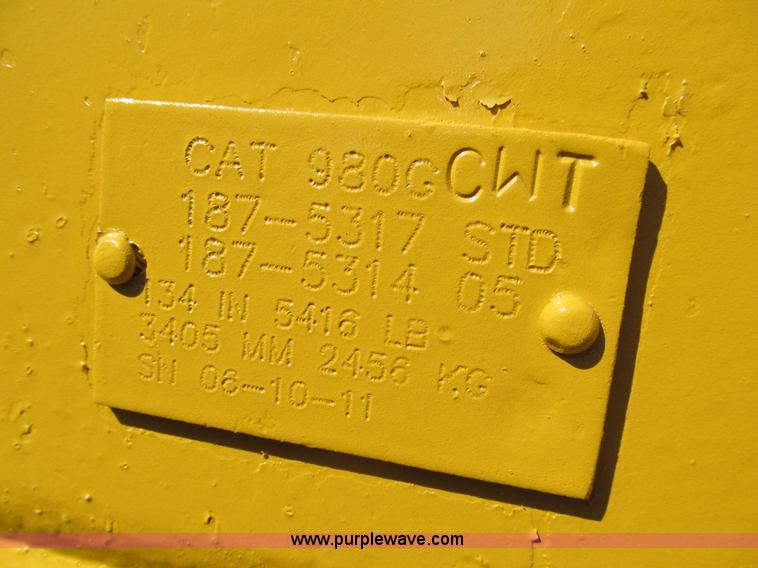 CAT 980G CWT
187-5317 STD
187-5314 05
134 IN 5416 LB
3405 MM 2456 KG
SN 06-10-11
www.purplewave.com